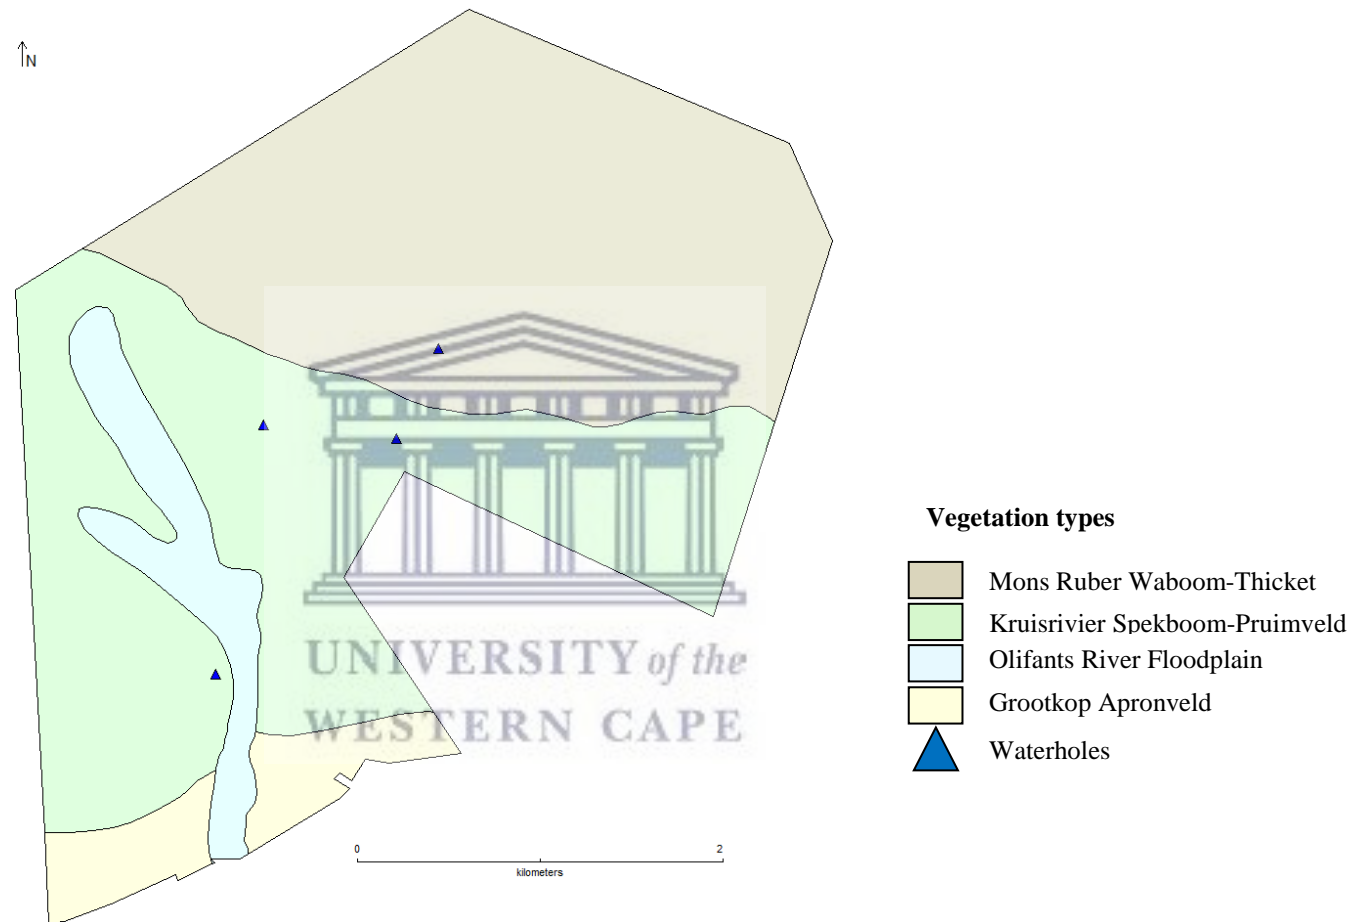 N
UNIVERSITY of the
WESTERN CAPE
0 2
kilometers
Vegetation types
Mons Ruber Waboom-Thicket
Kruisrivier Spekboom-Pruimveld
Olifants River Floodplain
Grootkop Apronveld
Waterholes